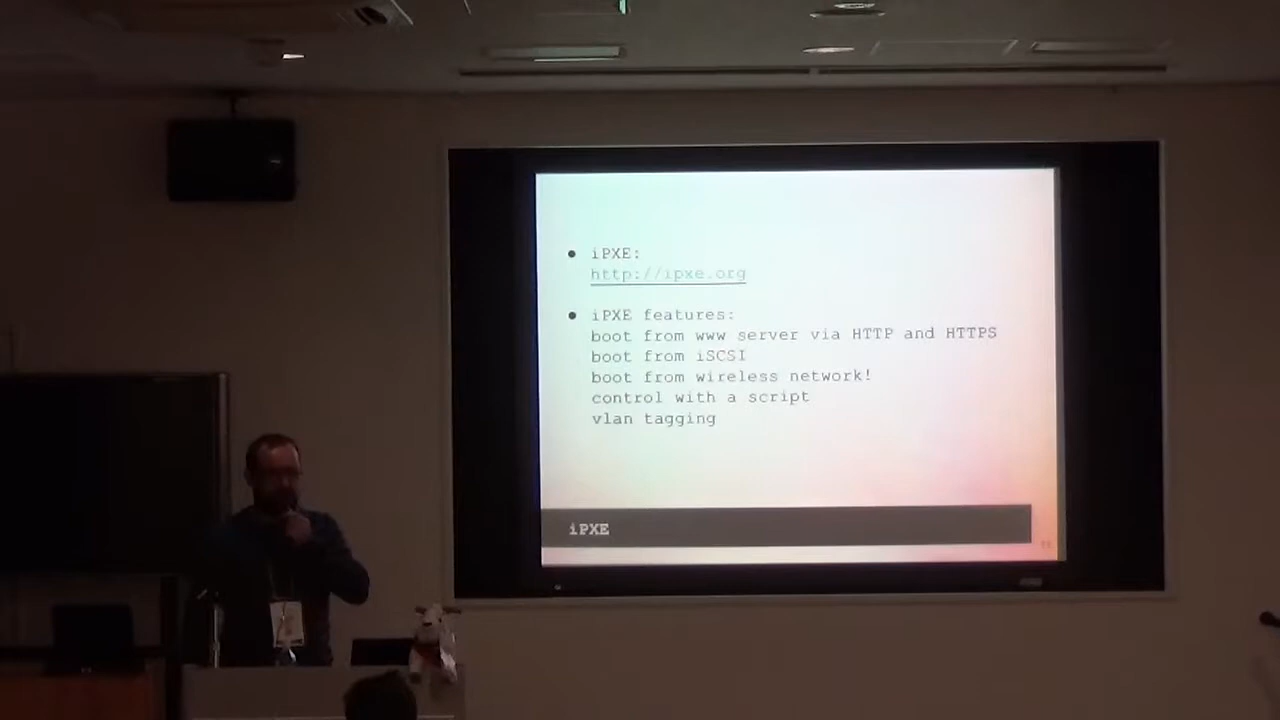 iPXE:
http://ipxe.org
iPXE features:
boot from www server via HTTP and HTTPS
boot from iSCSI
boot from wireless network!
control with a script
vlan tagging
iPXE